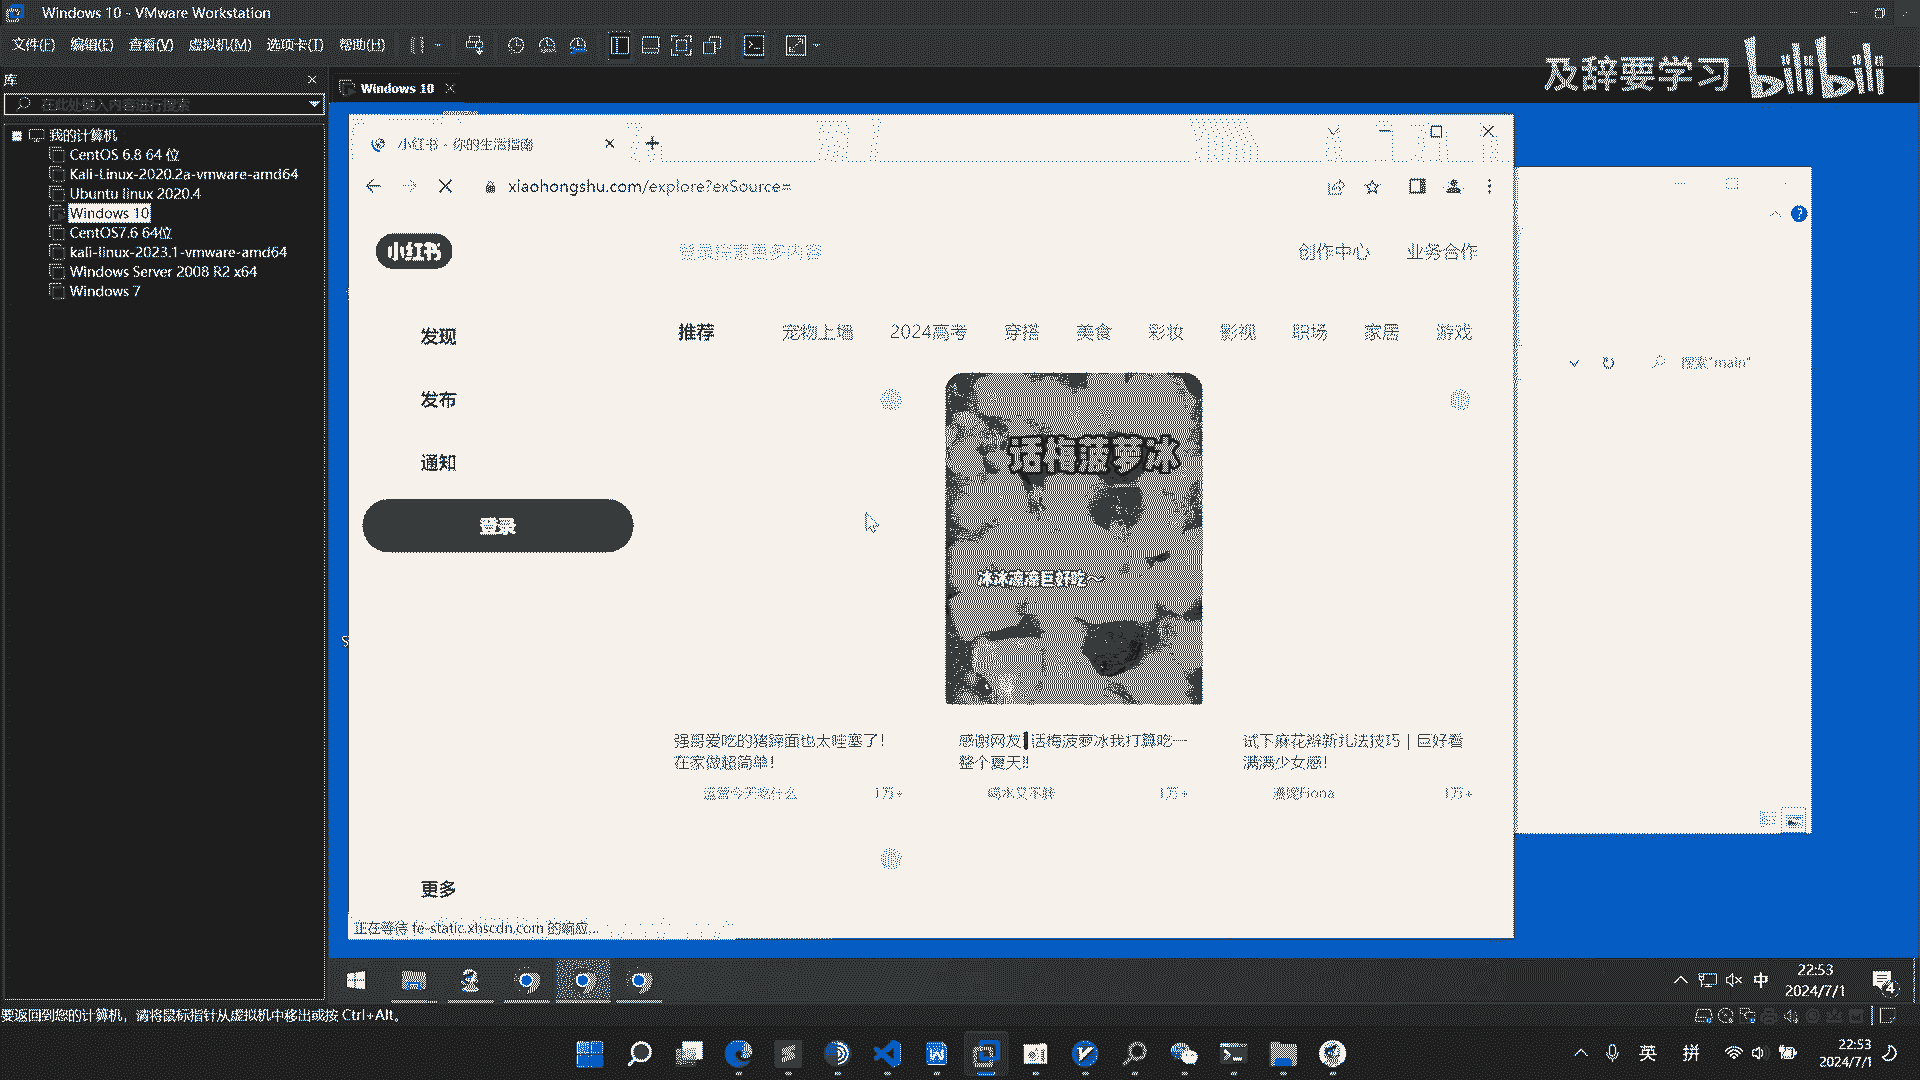 Windows 10 - VMware Workstation
文件(F) 编辑(E) 查看(V) 虚拟机(M) 选项卡(T) 帮助(H)
及辞要学习 bilibili
库
在此处键入内容进行搜索
Windows 10
我的计算机
CentOS 6.8 64 位
Kali-Linux-2020.2a-vmware-amd64
Ubuntu linux 2020.4
Windows 10
CentOS7.6 64位
kali-linux-2023.1-vmware-amd64
Windows Server 2008 R2 x64
Windows 7
小红书 - 你的生活指南
xiaohongshu.com/explore?exSource=
小红书
登录探索更多内容
创作中心 业务合作
发现
发布
通知
登录
更多
推荐 宠物上墙 2024高考 穿搭 美食 彩妆 影视 职场 家居 游戏
搜索"main"
话梅菠萝冰
冰冰凉凉巨好吃~
强哥爱吃的猪蹄面也太哇塞了!
在家做超简单!
1万+
感谢网友 话梅菠萝冰我打算吃一
整个夏天!!
喝水又不胖 1万+
试下麻花辫新扎法技巧 | 巨好看
满满少女感!
1万+
正在等待 fe-static.xhscdn.com 的响应...
中
22:53
2024/7/1
4
要返回到您的计算机，请将鼠标指针从虚拟机中移出或按 Ctrl+Alt。
英 拼
22:53
2024/7/1